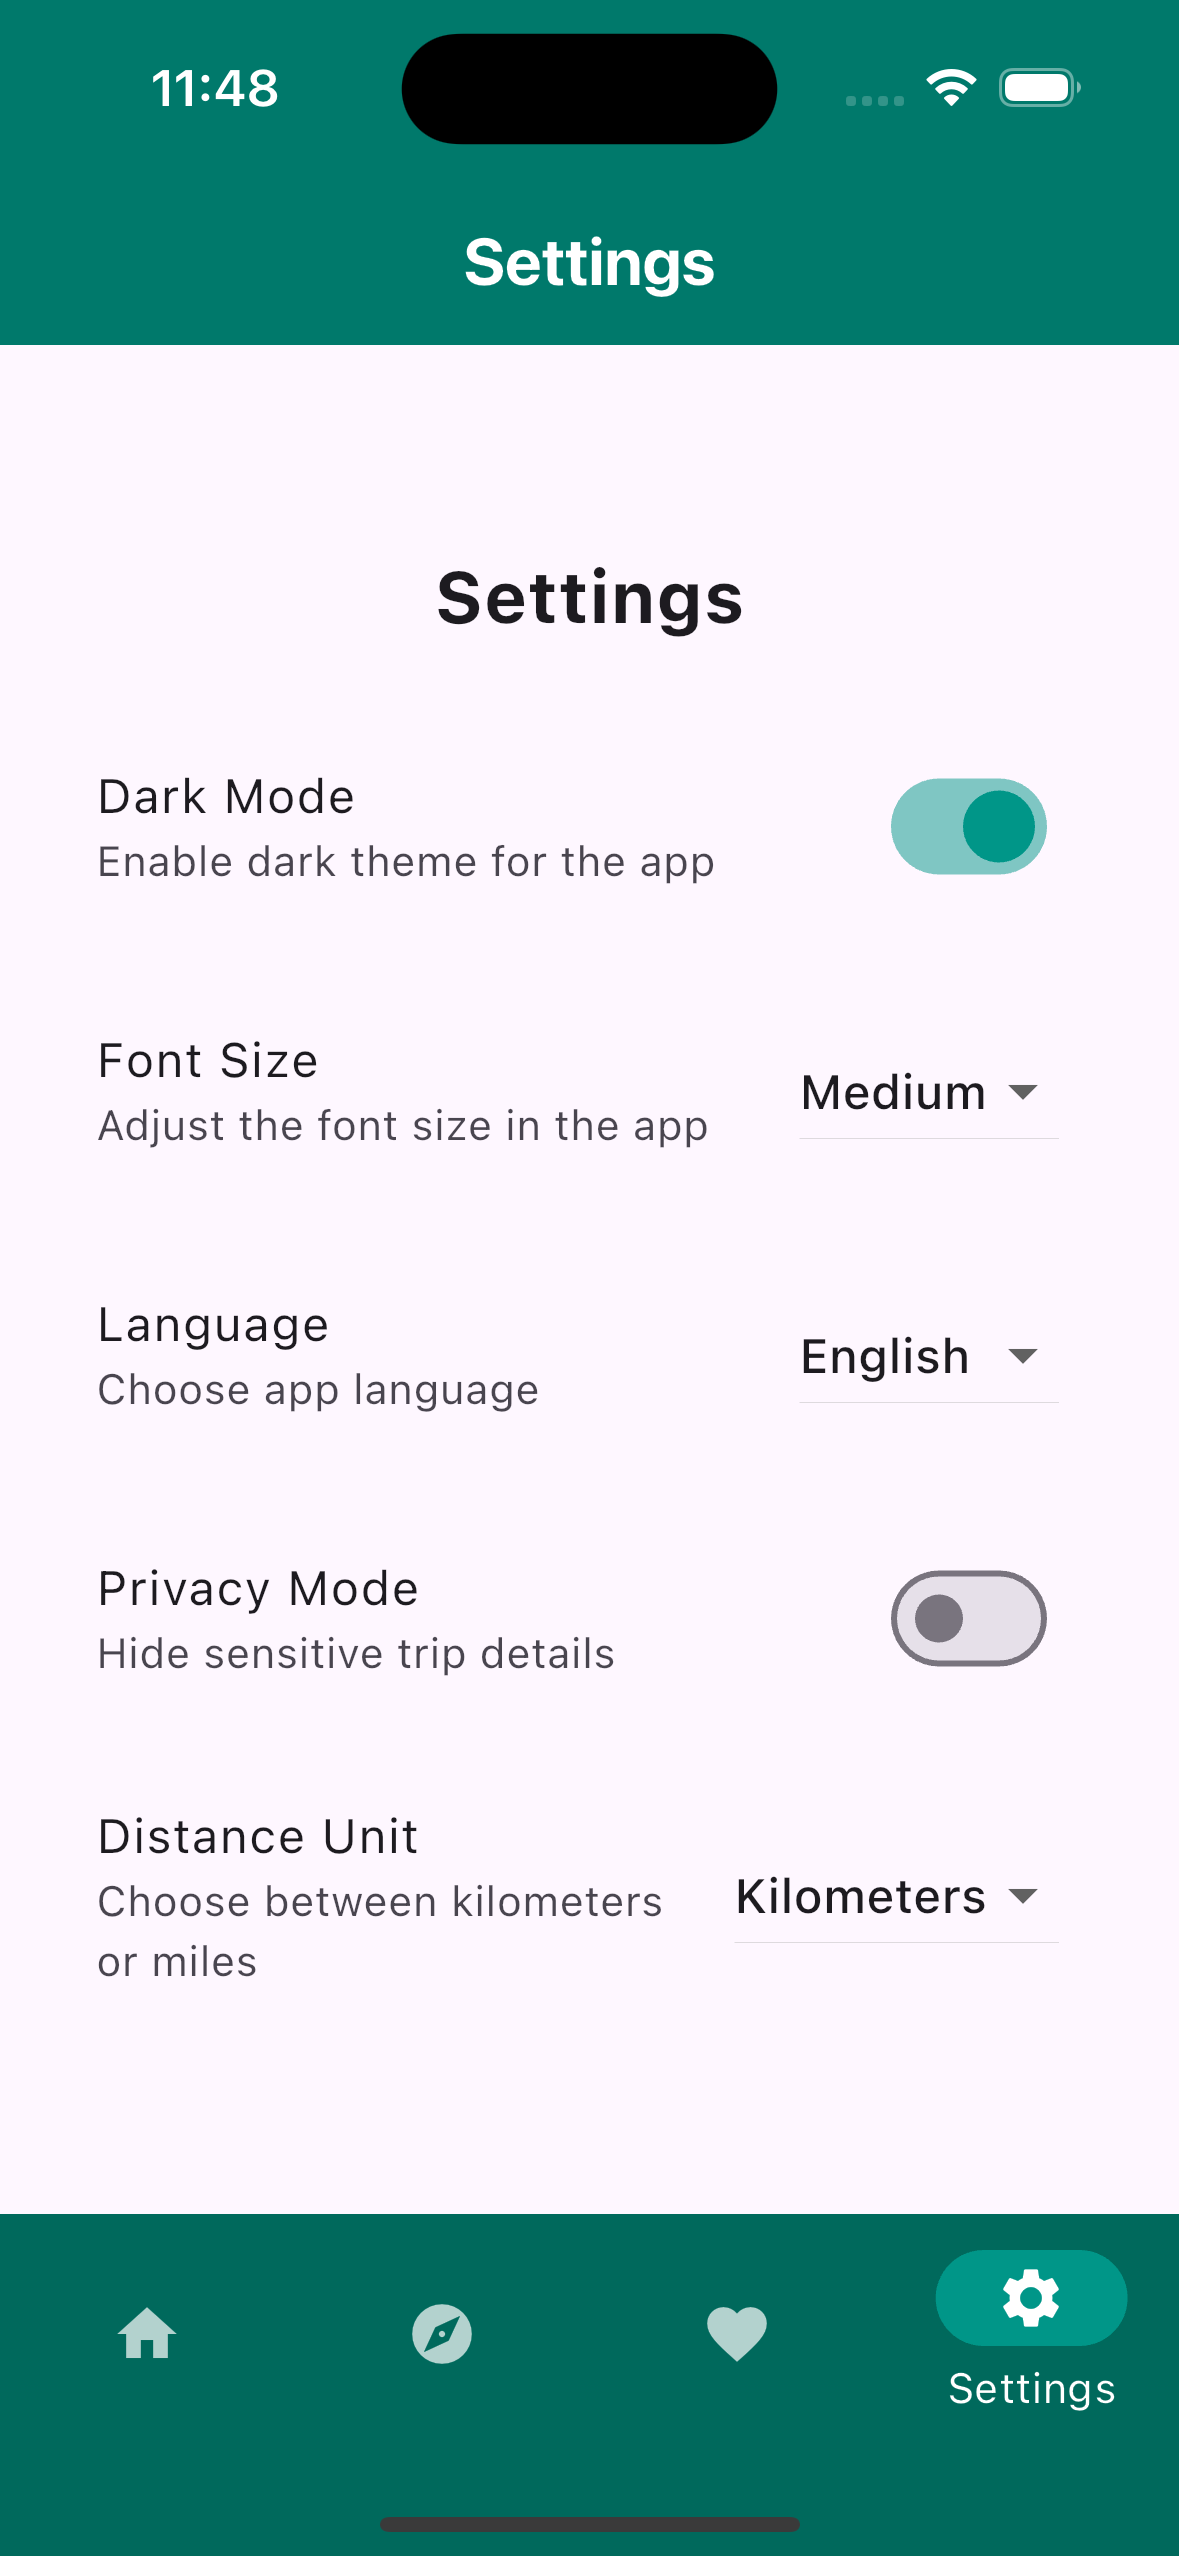 11:48
Settings
Settings
Dark Mode
Enable dark theme for the app
Font Size
Adjust the font size in the app
Medium
Language
Choose app language
English
Privacy Mode
Hide sensitive trip details
Distance Unit
Choose between kilometers
or miles
Kilometers
Settings